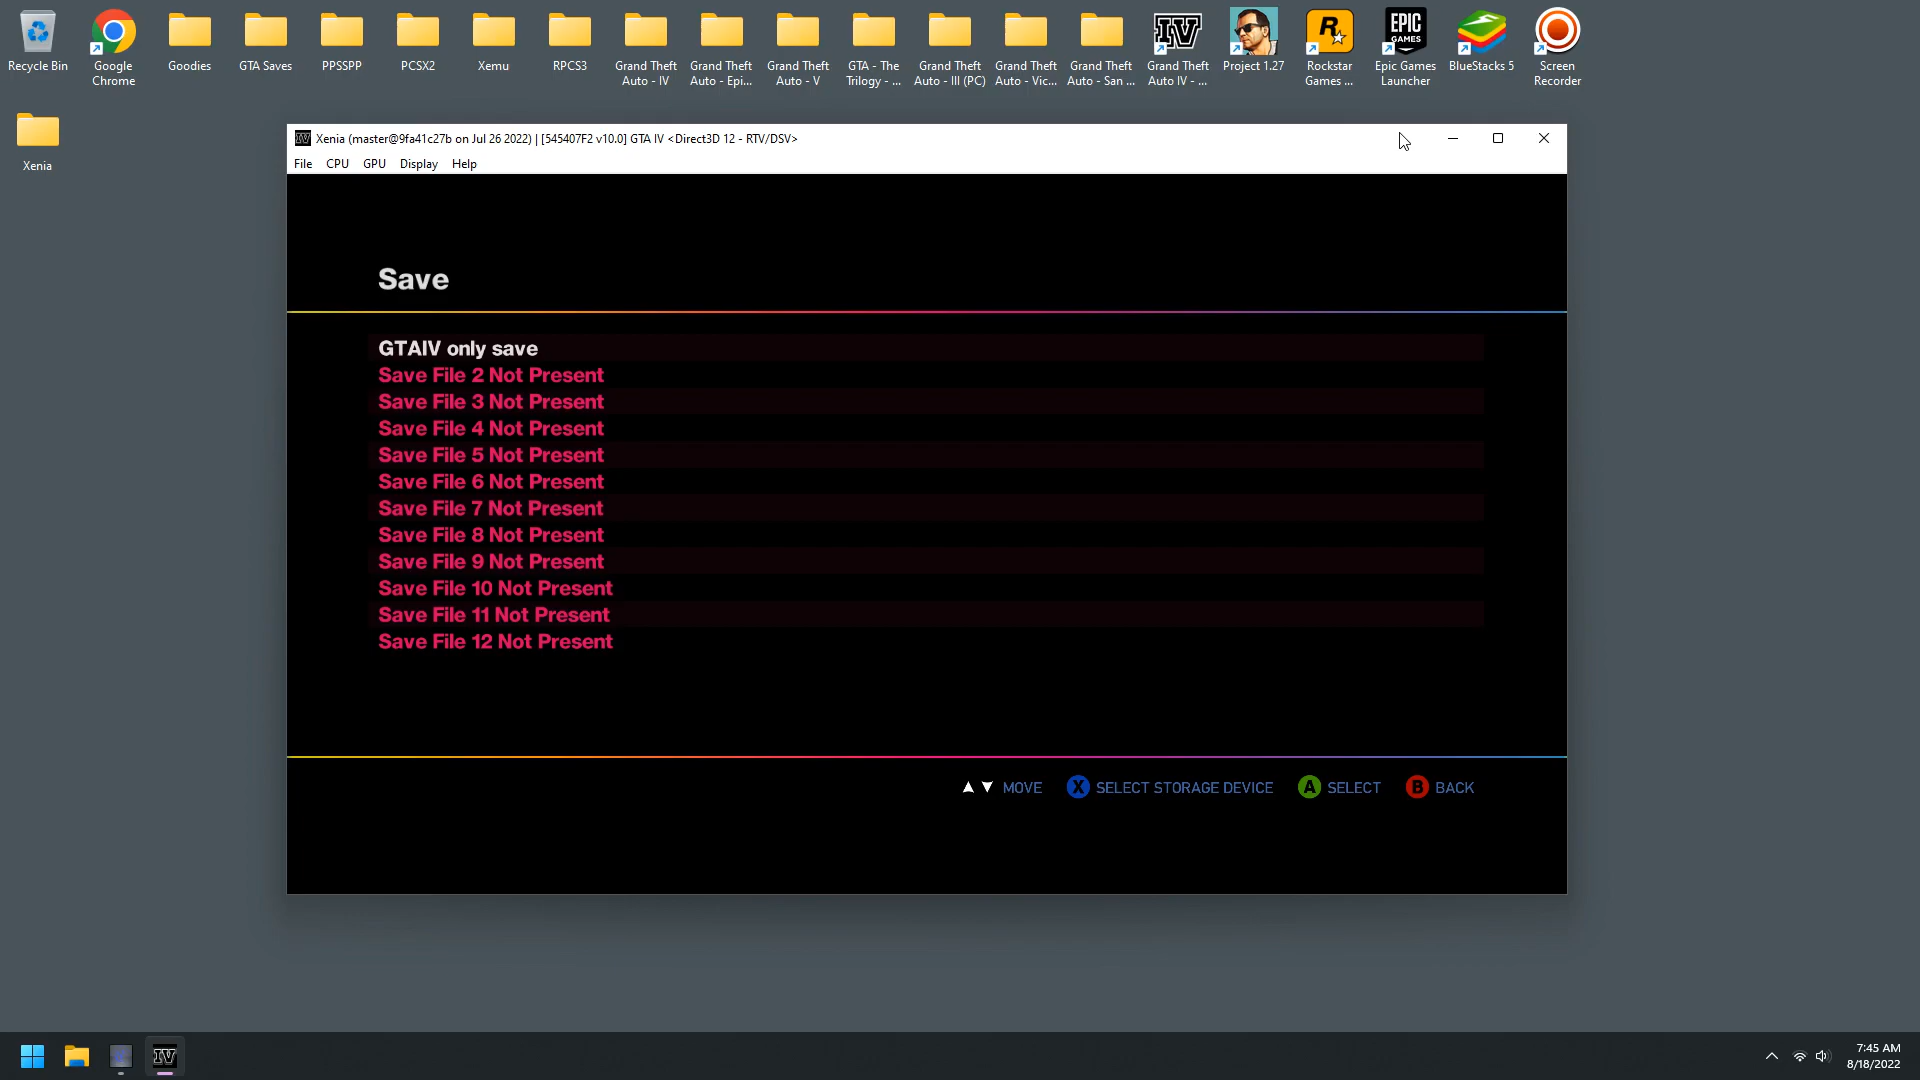 Recycle Bin
Google
Chrome
Goodies
GTA Saves
PPSSPP
PCSX2
Xemu
RPCS3
Grand Theft
Auto - IV
Grand Theft
Auto - Epi...
Grand Theft
Auto - V
GTA - The
Trilogy - ...
Grand Theft
Auto - III (PC)
Grand Theft
Auto - Vic...
Grand Theft
Auto - San ...
IV
Grand Theft
Auto IV - ...
Project 1.27
R
Rockstar
Games ...
EPIC
GAMES
Epic Games
Launcher
BlueStacks 5
Screen
Recorder
Xenia
IV Xenia (master@9fa41c27b on Jul 26 2022) | [545407F2 v10.0] GTA IV <Direct3D 12 - RTV/DSV>
File CPU GPU Display Help
Save
GTAIV only save
Save File 2 Not Present
Save File 3 Not Present
Save File 4 Not Present
Save File 5 Not Present
Save File 6 Not Present
Save File 7 Not Present
Save File 8 Not Present
Save File 9 Not Present
Save File 10 Not Present
Save File 11 Not Present
Save File 12 Not Present
MOVE X SELECT STORAGE DEVICE A SELECT B BACK
IV
7:45 AM
8/18/2022